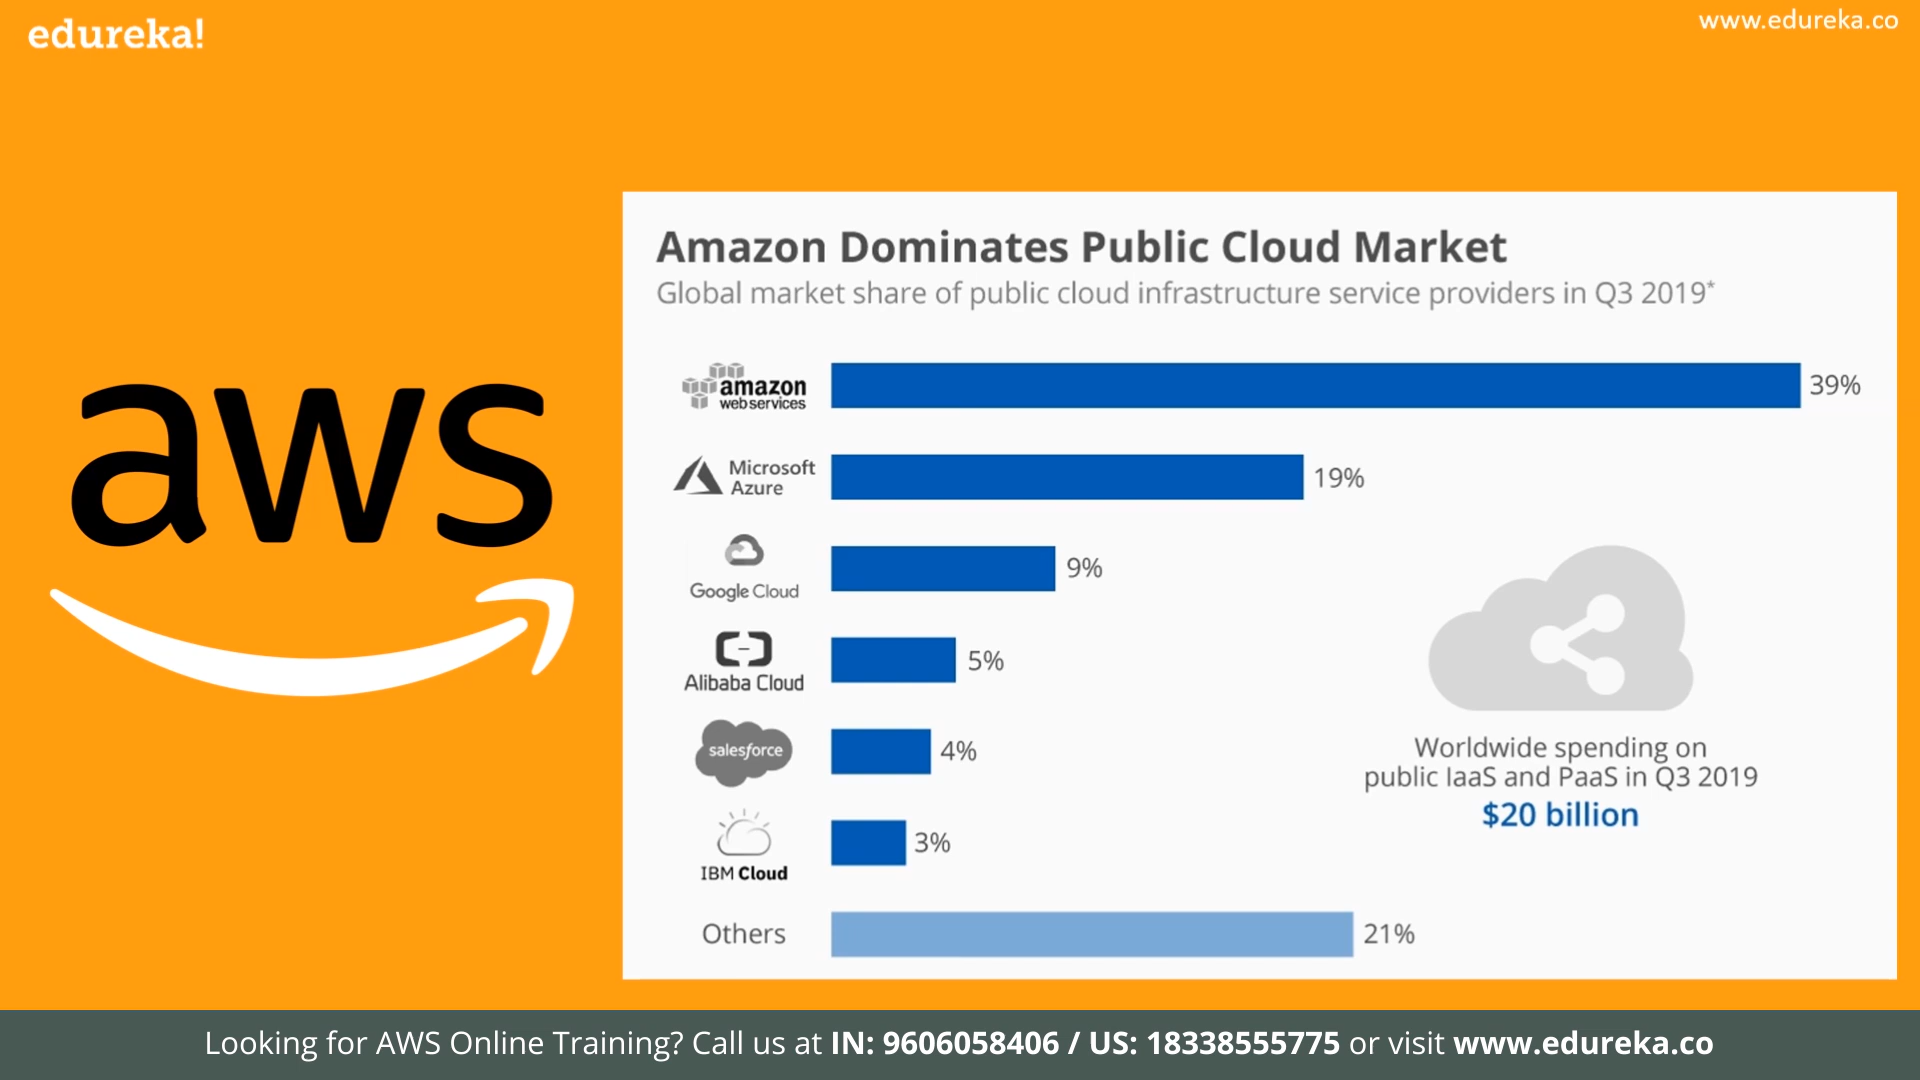 edureka!
www.edureka.co
aws
Amazon Dominates Public Cloud Market
Global market share of public cloud infrastructure service providers in Q3 2019*
amazon
webservices
39%
Microsoft
Azure
19%
Google Cloud
9%
Alibaba Cloud
5%
salesforce
4%
IBM Cloud
3%
Others
21%
Worldwide spending on
public IaaS and PaaS in Q3 2019
$20 billion
Looking for AWS Online Training? Call us at IN: 9606058406 / US: 18338555775 or visit www.edureka.co